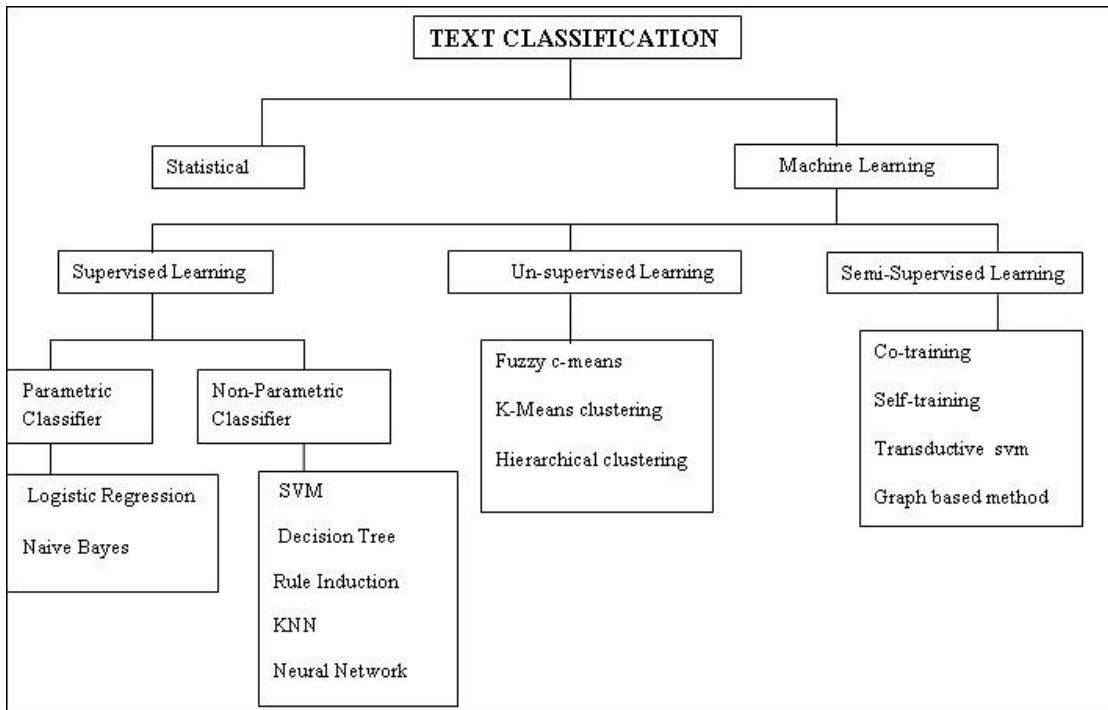 TEXT CLASSIFICATION
Statistical
Machine Learning
Supervised Learning
Un-supervised Learning
Semi-Supervised Learning
Parametric
Classifier
Non-Parametric
Classifier
Fuzzy c-means
K-Means clustering
Hierarchical clustering
Co-training
Self-training
Transductive svm
Graph based method
Logistic Regression
Naive Bayes
SVM
Decision Tree
Rule Induction
KNN
Neural Network